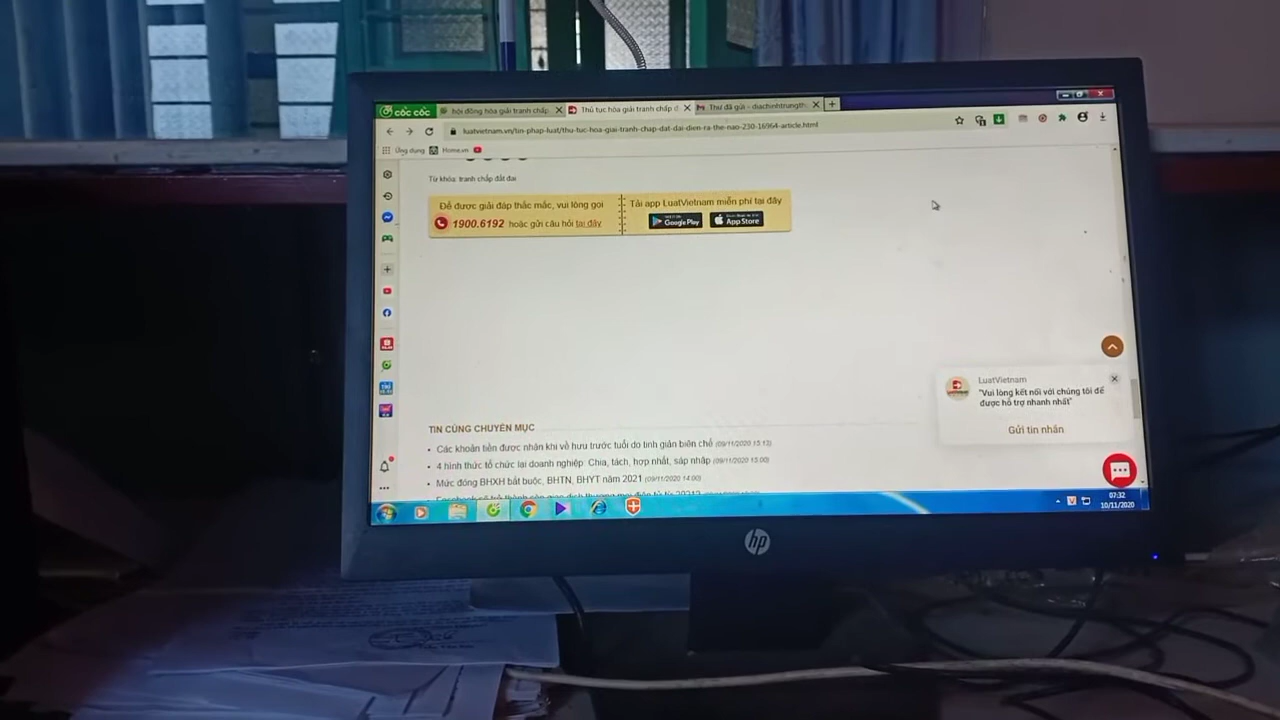 cốc cốc
hội đồng hòa giải tranh chấp
Thủ tục hòa giải tranh chấp đ
Thư đã gửi - diachinhtrungth
luatvietnam.vn/tin-phap-luat/thu-tuc-hoa-giai-tranh-chap-dat-dai-dien-ra-the-nao-230-16964-article.html
Ứng dụng
Home.vn
Từ khóa: tranh chấp đất đai
Để được giải đáp thắc mắc, vui lòng gọi
1900.6192 hoặc gửi câu hỏi tại đây
Tải app LuatVietnam miễn phí tại đây
Google Play
App Store
LuatVietnam
"Vui lòng kết nối với chúng tôi để
được hỗ trợ nhanh nhất"
Gửi tin nhắn
TIN CÙNG CHUYÊN MỤC
Các khoản tiền được nhận khi về hưu trước tuổi do tinh giản biên chế (09/11/2020 15:13)
4 hình thức tổ chức lại doanh nghiệp: Chia, tách, hợp nhất, sáp nhập (09/11/2020 15:00)
Mức đóng BHXH bắt buộc, BHTN, BHYT năm 2021 (09/11/2020 14:00)
07:32
10/11/2020
hp